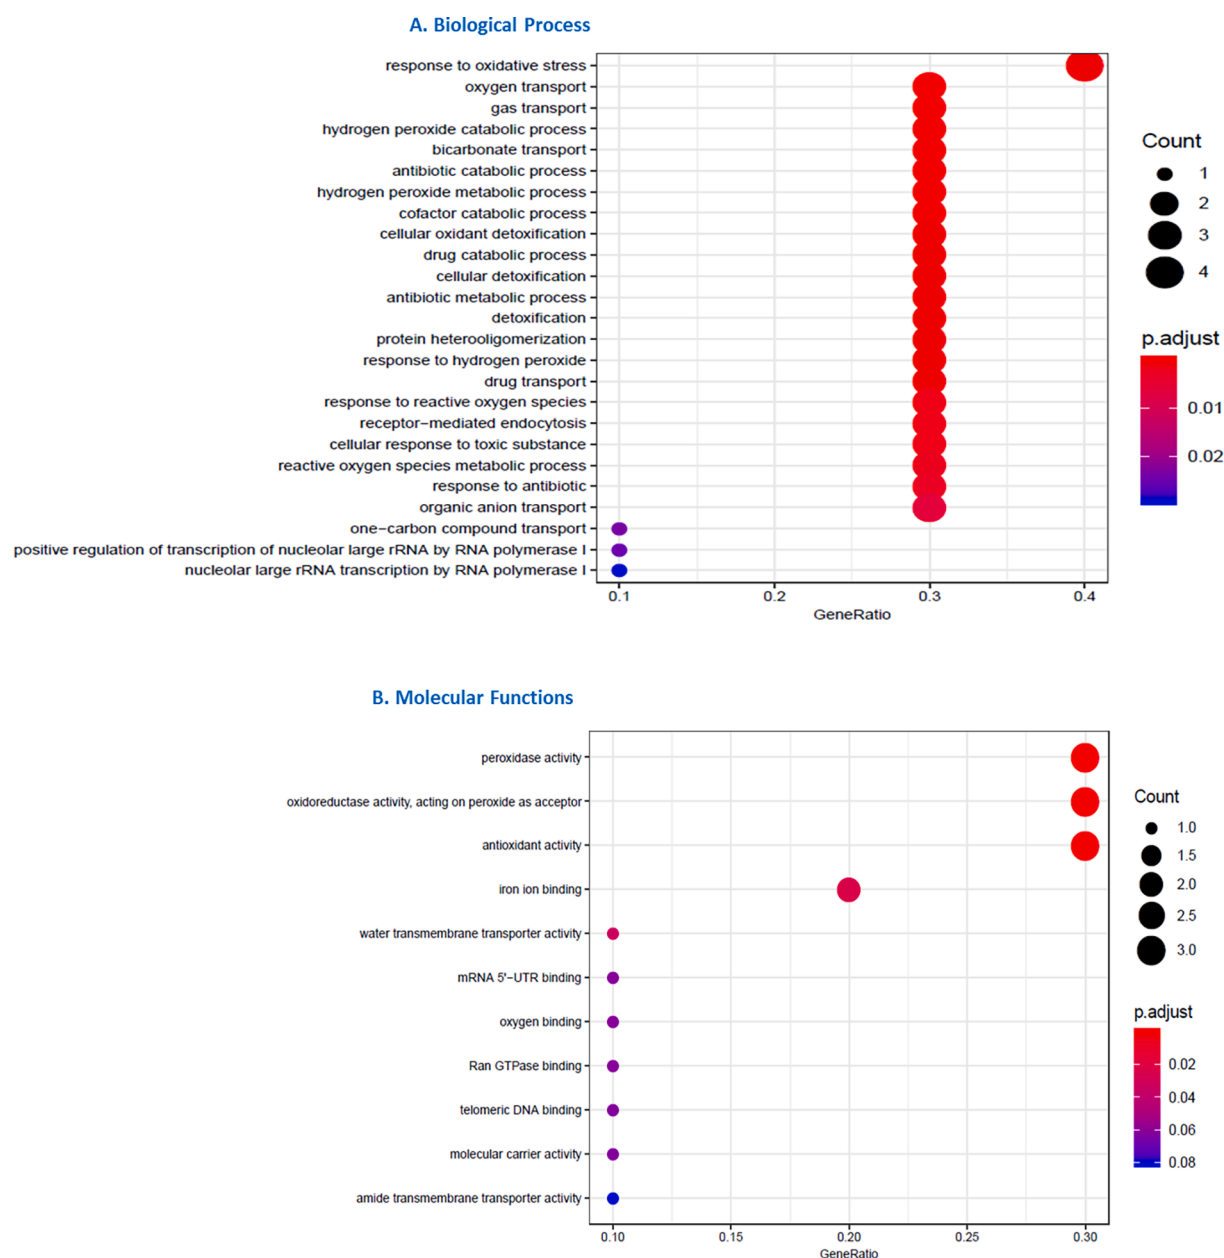 A. Biological Process
response to oxidative stress
oxygen transport
gas transport
hydrogen peroxide catabolic process
bicarbonate transport
antibiotic catabolic process
hydrogen peroxide metabolic process
cofactor catabolic process
cellular oxidant detoxification
drug catabolic process
cellular detoxification
antibiotic metabolic process
detoxification
protein heterooligomerization
response to hydrogen peroxide
drug transport
response to reactive oxygen species
receptor−mediated endocytosis
cellular response to toxic substance
reactive oxygen species metabolic process
response to antibiotic
organic anion transport
one−carbon compound transport
positive regulation of transcription of nucleolar large rRNA by RNA polymerase I
nucleolar large rRNA transcription by RNA polymerase I
0.1 0.2 0.3 0.4
GeneRatio
Count
1
2
3
4
p.adjust
0.01
0.02
B. Molecular Functions
peroxidase activity
oxidoreductase activity, acting on peroxide as acceptor
antioxidant activity
iron ion binding
water transmembrane transporter activity
mRNA 5'−UTR binding
oxygen binding
Ran GTPase binding
telomeric DNA binding
molecular carrier activity
amide transmembrane transporter activity
0.10 0.15 0.20 0.25 0.30
GeneRatio
Count
1.0
1.5
2.0
2.5
3.0
p.adjust
0.02
0.04
0.06
0.08